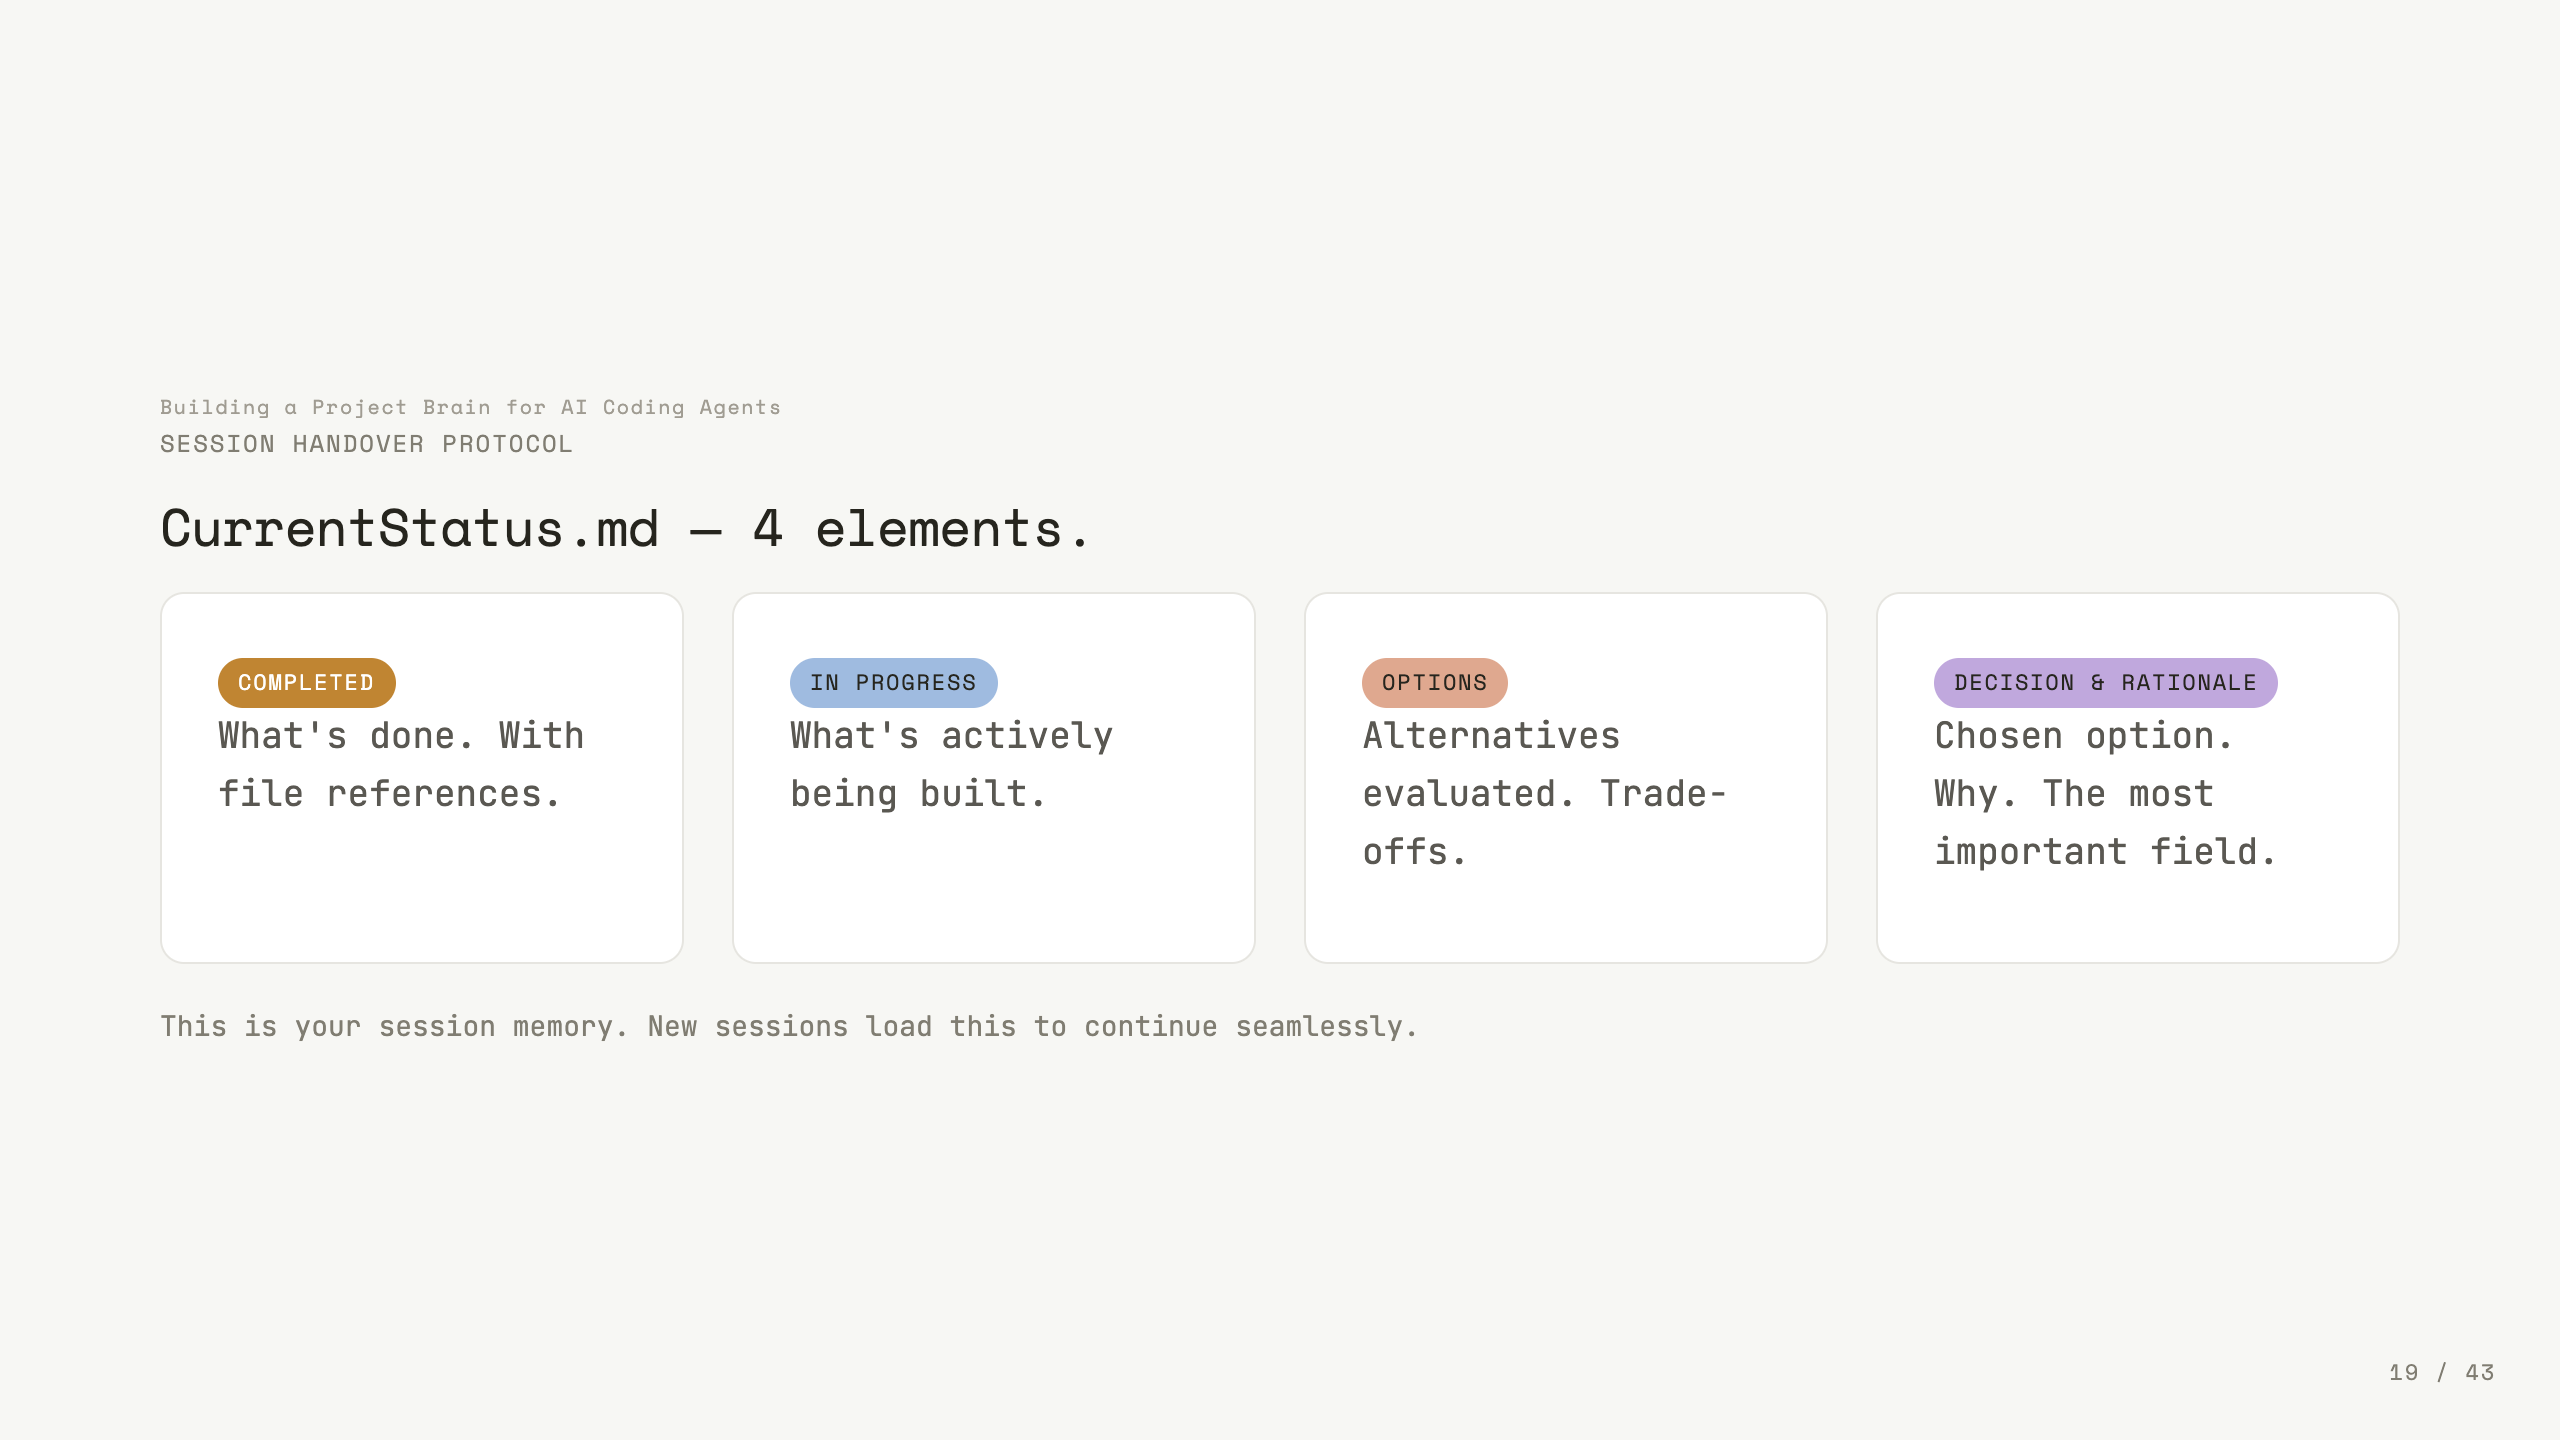 Building a Project Brain for AI Coding Agents
SESSION HANDOVER PROTOCOL
CurrentStatus.md — 4 elements.
COMPLETED
What's done. With
file references.
IN PROGRESS
What's actively
being built.
OPTIONS
Alternatives
evaluated. Trade-
offs.
DECISION & RATIONALE
Chosen option.
Why. The most
important field.
This is your session memory. New sessions load this to continue seamlessly.
19 / 43